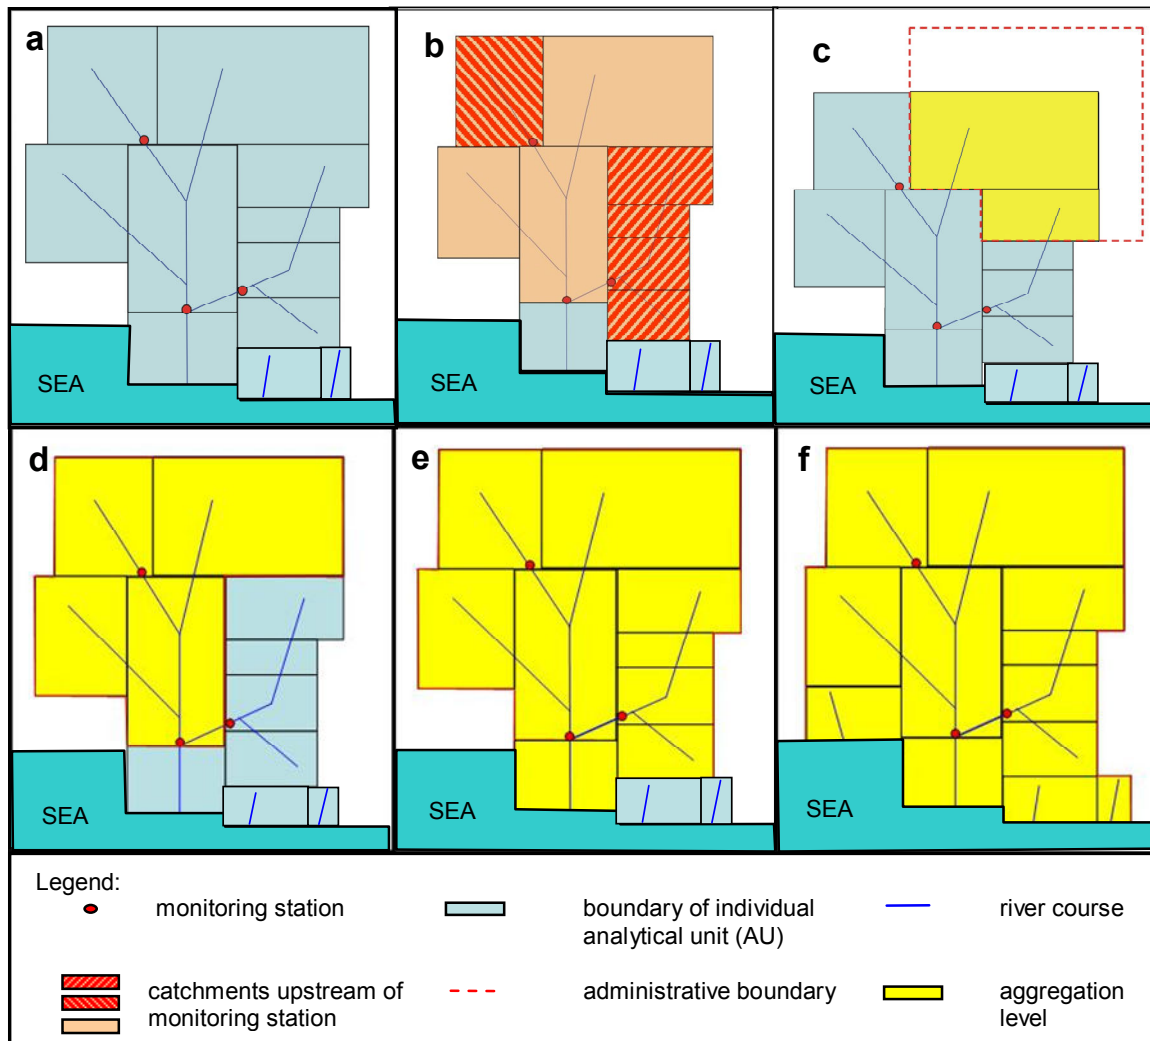 a
b
c
SEA
SEA
SEA
d
e
f
SEA
SEA
SEA
Legend:
monitoring station
boundary of individual
analytical unit (AU)
river course
catchments upstream of
monitoring station
administrative boundary
aggregation
level